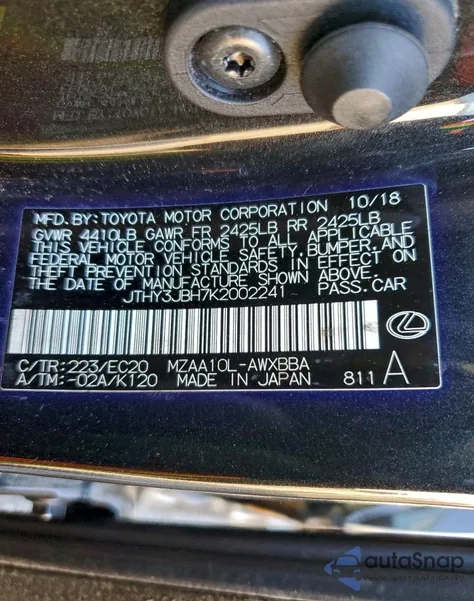 MFD. BY: TOYOTA MOTOR CORPORATION 10/18
GVWR 4410LB GAWR FR 2425LB RR 2425LB
THIS VEHICLE CONFORMS TO ALL APPLICABLE
FEDERAL MOTOR VEHICLE SAFETY, BUMPER, AND
THEFT PREVENTION STANDARDS IN EFFECT ON
THE DATE OF MANUFACTURE SHOWN ABOVE.
JTHY3JBH7K2002241 PASS. CAR
C/TR: 223/EC20 MZAA10L-AWXBBA
A/TM: -02A/K120 MADE IN JAPAN 811 A
autoSnap